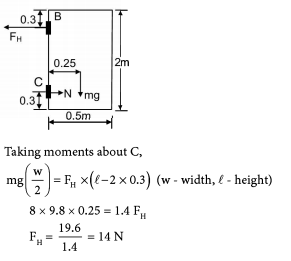 0.3
B
F_H
0.25
2m
C
N
mg
0.3
0.5m
Taking moments about C,
mg(w/2) = F_H ×(ℓ−2 × 0.3) (w - width, ℓ - height)
8 × 9.8 × 0.25 = 1.4 F_H
F_H = 19.6/1.4 = 14 N